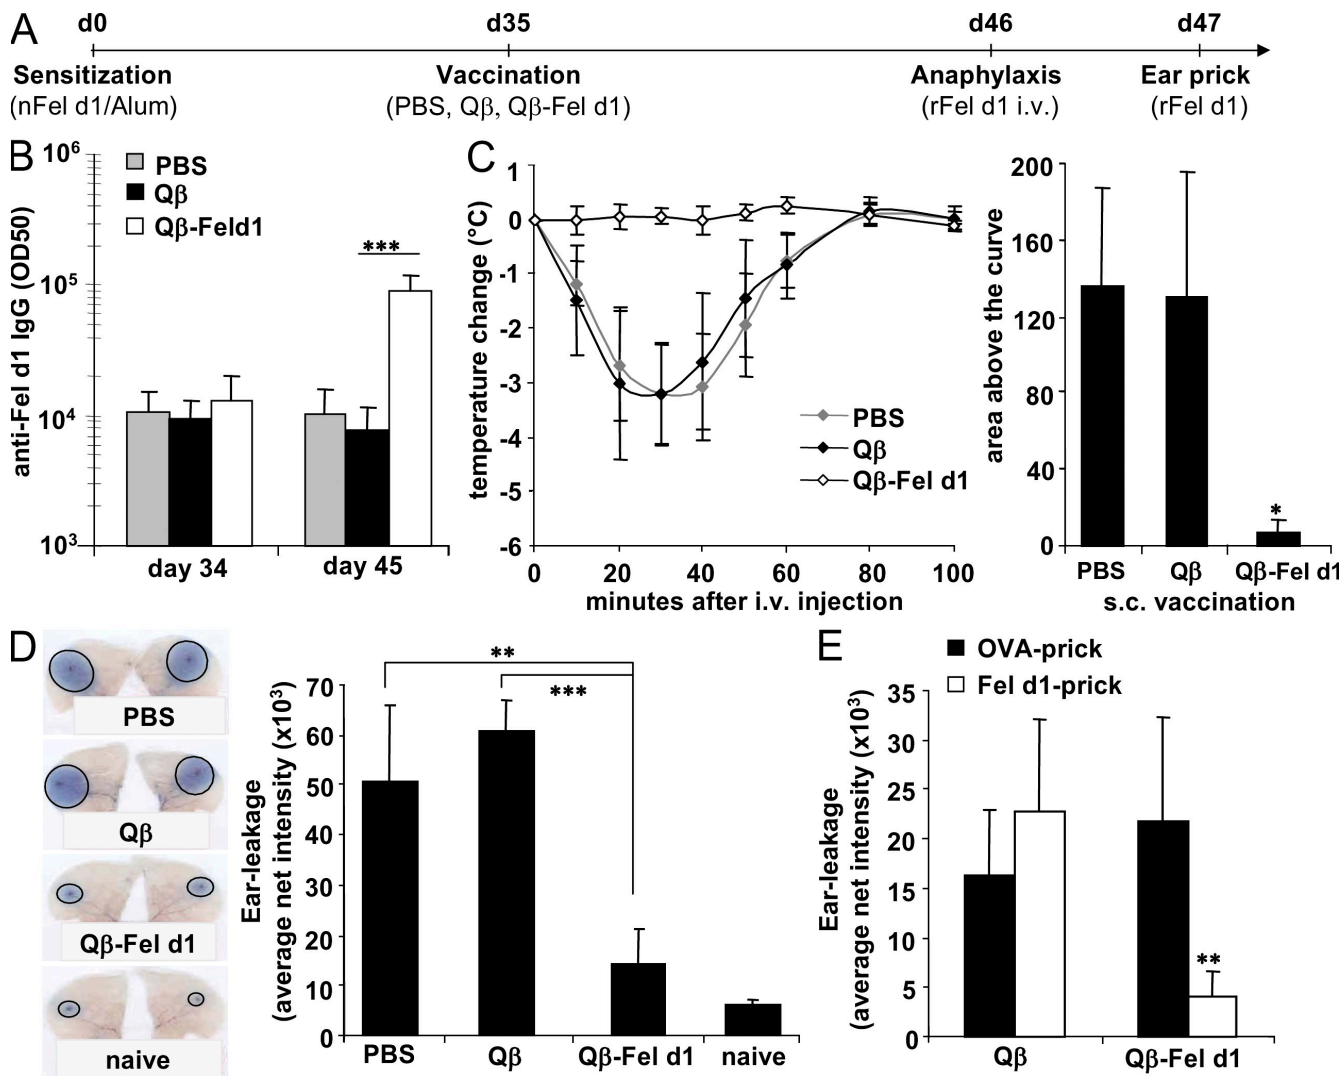 A
d0
d35
d46
d47
Sensitization
Vaccination
Anaphylaxis
Ear prick
(nFel d1/Alum)
(PBS, Qβ, Qβ-Fel d1)
(rFel d1 i.v.)
(rFel d1)
B
anti-Fel d1 IgG (OD50)
10⁶
10⁵
10⁴
10³
PBS
Qβ
Qβ-Feld1
***
day 34
day 45
C
temperature change (°C)
1
0
-1
-2
-3
-4
-5
-6
PBS
Qβ
Qβ-Fel d1
0
20
40
60
80
100
minutes after i.v. injection
area above the curve
200
160
120
80
40
0
*
PBS
Qβ
Qβ-Fel d1
s.c. vaccination
D
PBS
Qβ
Qβ-Fel d1
naive
Ear-leakage
(average net intensity (x10³)
70
60
50
40
30
20
10
0
**
***
PBS
Qβ
Qβ-Fel d1
naive
E
OVA-prick
Fel d1-prick
Ear-leakage
(average net intensity (x10³)
35
30
25
20
15
10
5
0
**
Qβ
Qβ-Fel d1